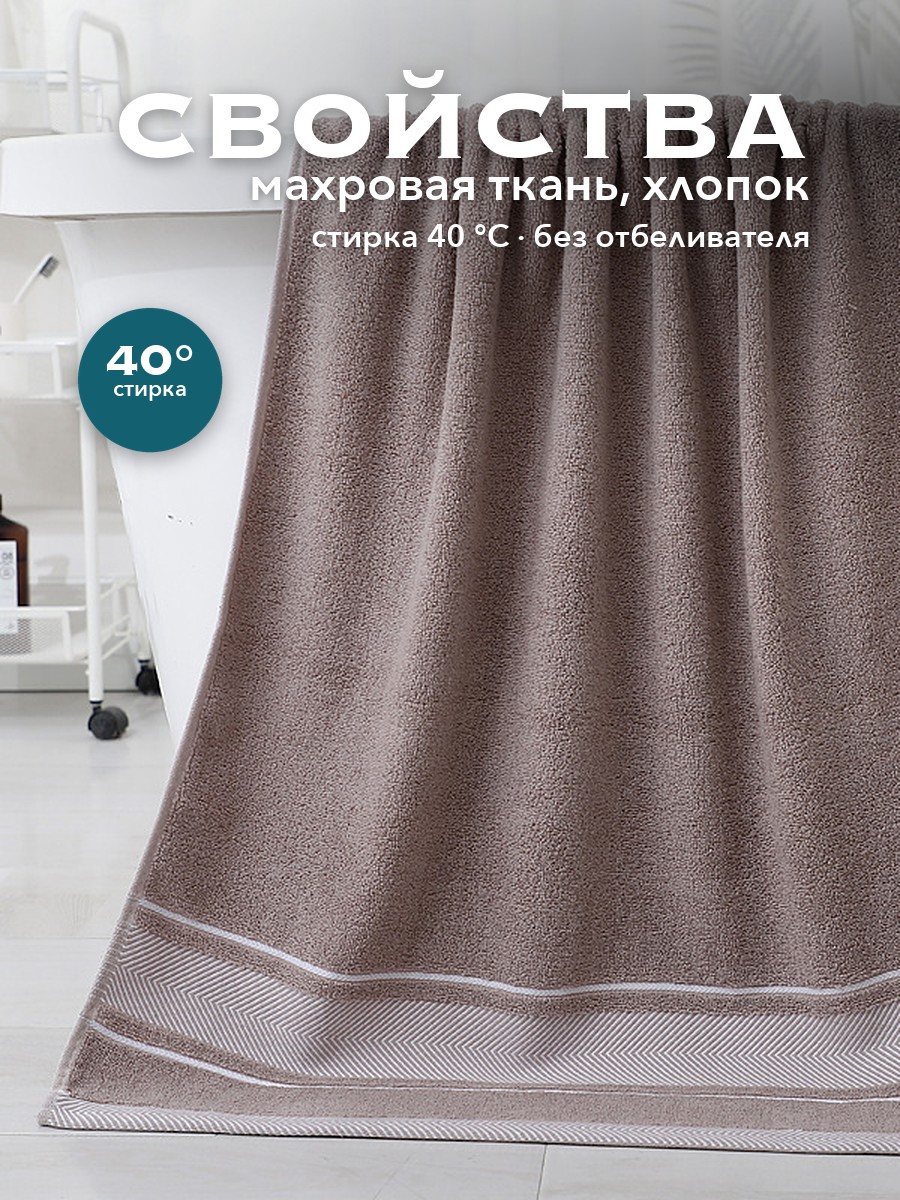 СВОЙСТВА
махровая ткань, хлопок
стирка 40 °C · без отбеливателя
40°
стирка